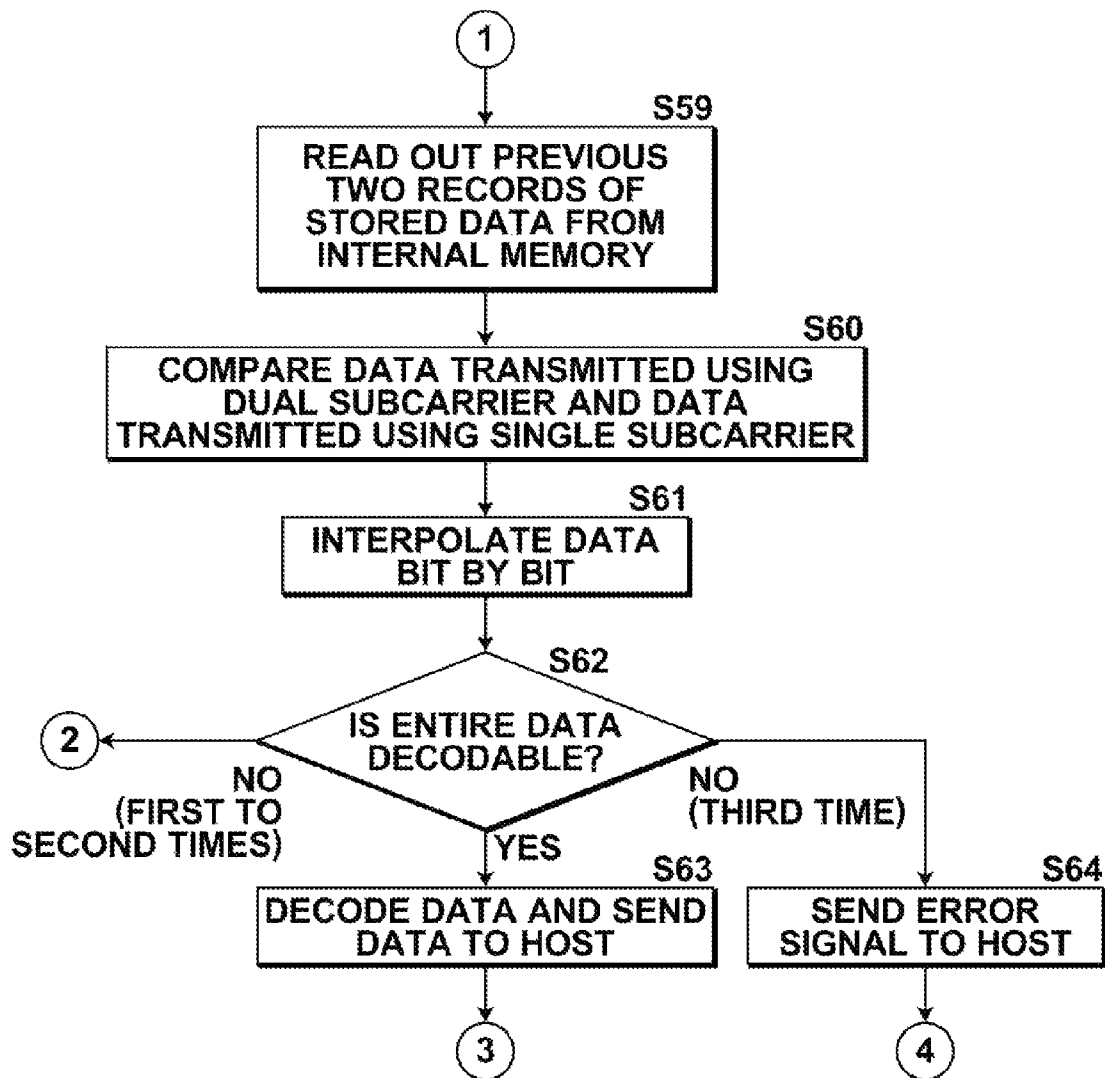 1
S59
READ OUT PREVIOUS
TWO RECORDS OF
STORED DATA FROM
INTERNAL MEMORY
S60
COMPARE DATA TRANSMITTED USING
DUAL SUBCARRIER AND DATA
TRANSMITTED USING SINGLE SUBCARRIER
S61
INTERPOLATE DATA
BIT BY BIT
S62
IS ENTIRE DATA
DECODABLE?
2
NO
(FIRST TO
SECOND TIMES)
NO
(THIRD TIME)
YES
S63
DECODE DATA AND SEND
DATA TO HOST
S64
SEND ERROR
SIGNAL TO HOST
3
4